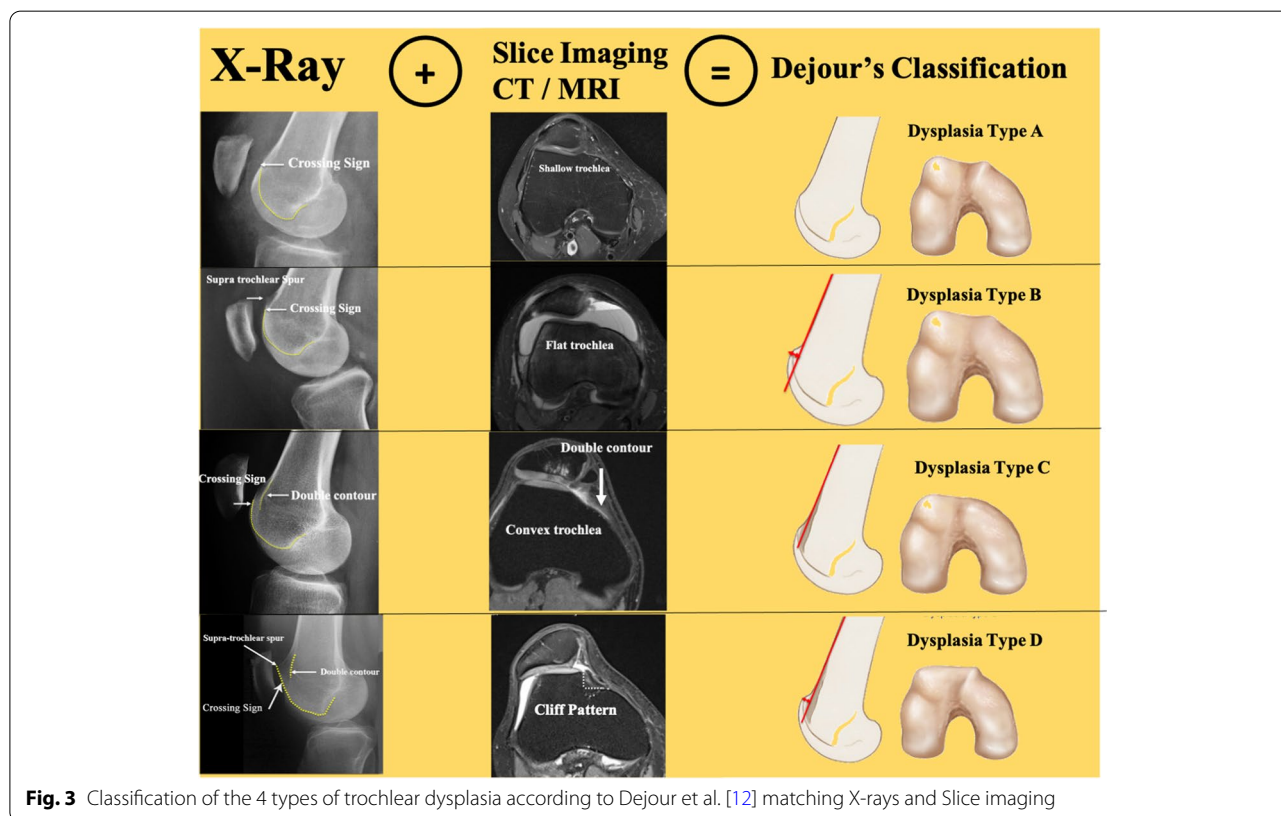 X-Ray
+
Slice Imaging
CT / MRI
=
Dejour's Classification
Crossing Sign
Shallow trochlea
Dysplasia Type A
Supra trochlear Spur
Crossing Sign
Flat trochlea
Dysplasia Type B
Crossing Sign
Double contour
Double contour
Convex trochlea
Dysplasia Type C
Supra-trochlear spur
Double contour
Crossing Sign
Cliff Pattern
Dysplasia Type D
Fig. 3 Classification of the 4 types of trochlear dysplasia according to Dejour et al. [12] matching X-rays and Slice imaging